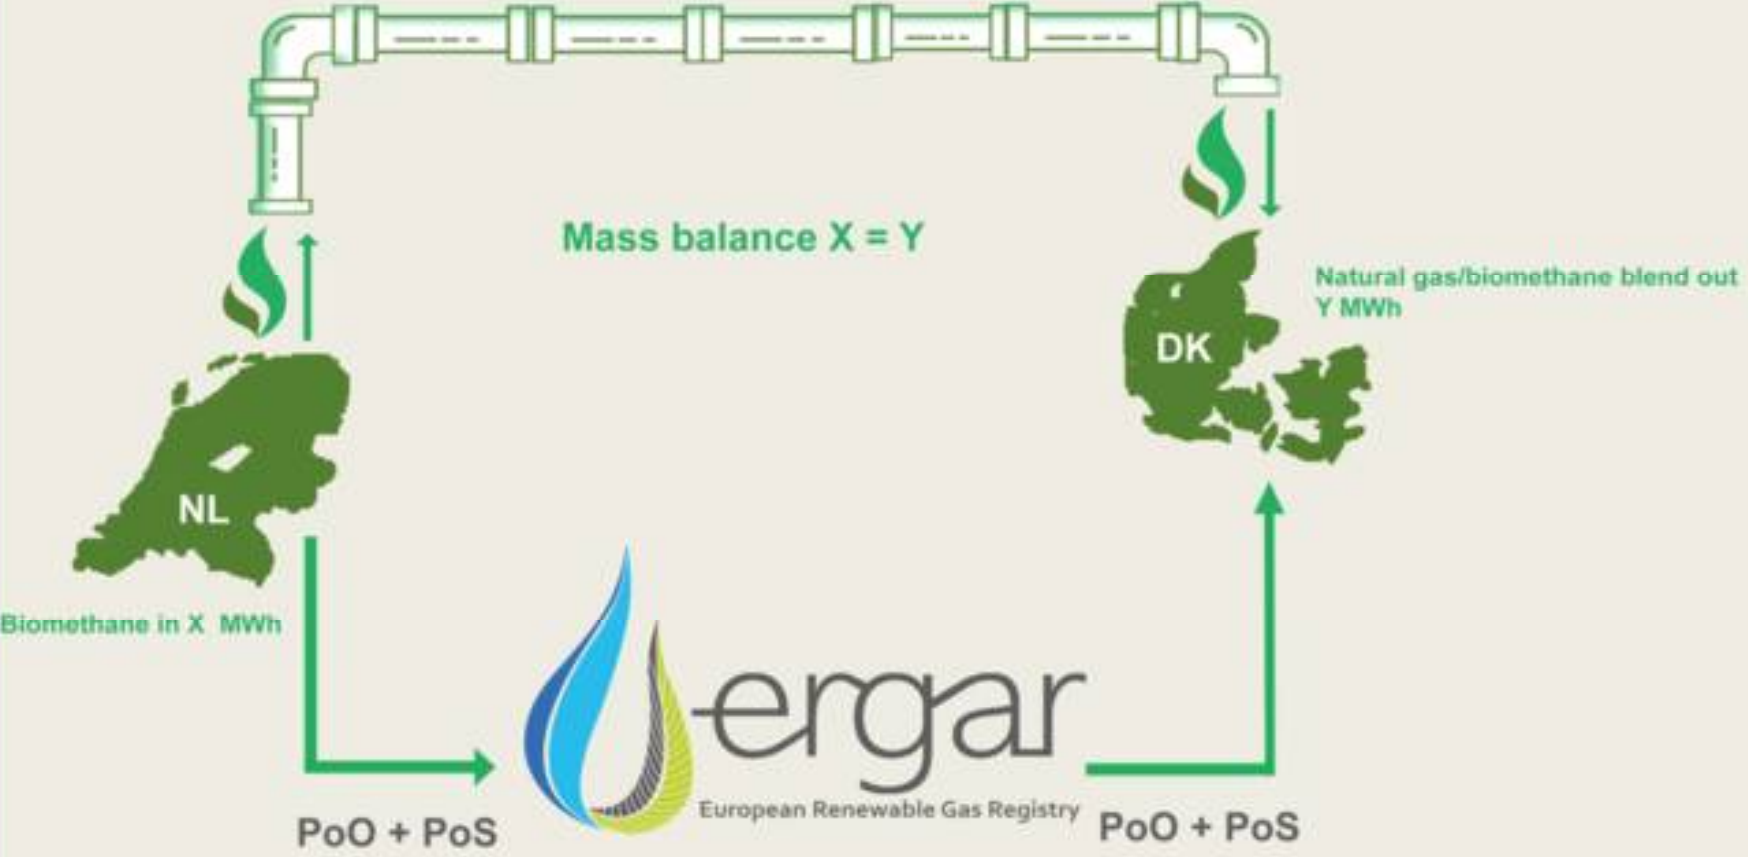 Mass balance X = Y
Natural gas/biomethane blend out
Y MWh
DK
NL
Biomethane in X MWh
ergar
European Renewable Gas Registry
PoO + PoS
PoO + PoS